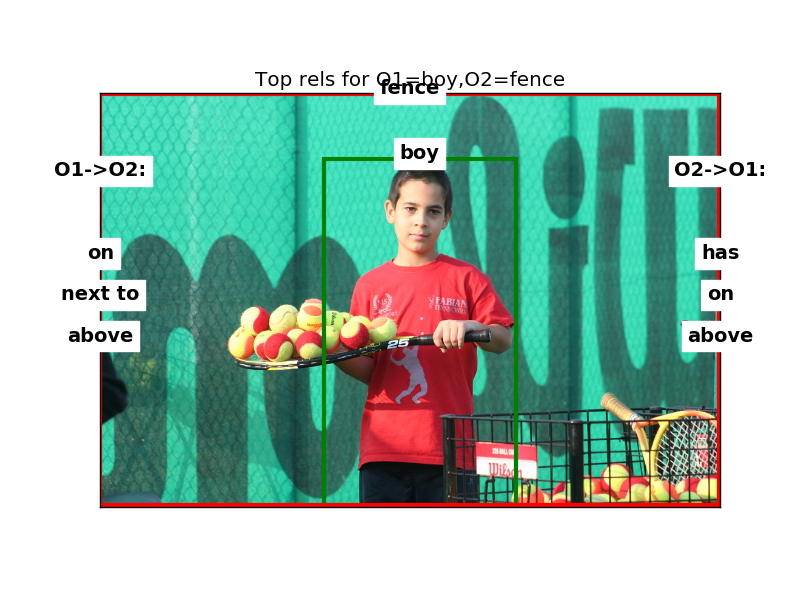 Top rels for O1=boy,O2=fence
fence
boy
O1->O2:
O2->O1:
on
has
next to
on
above
above
FABIAN
25
Wilson